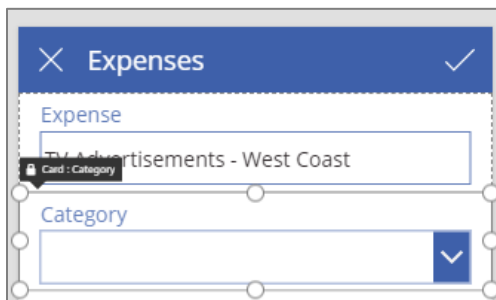 Expenses
Expense
TV Advertisements - West Coast
Card : Category
Category